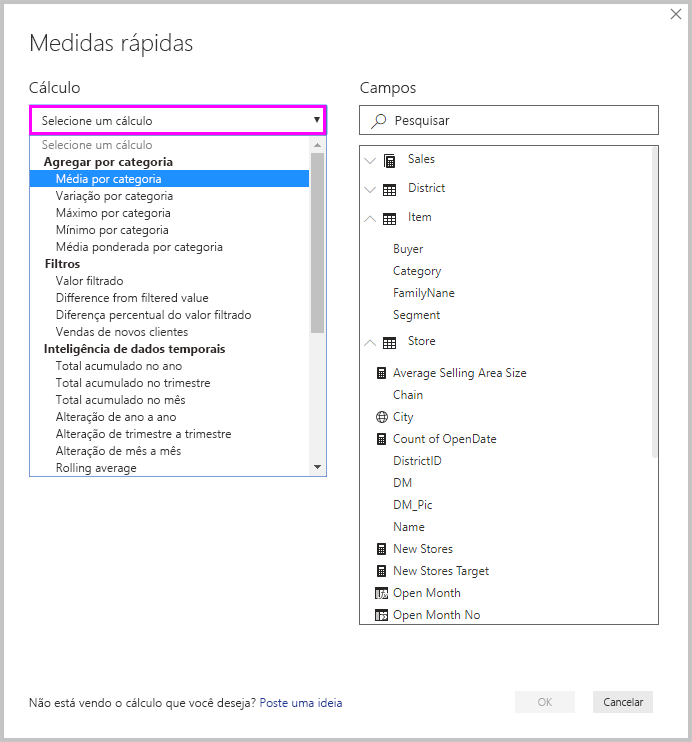 Medidas rápidas
Cálculo
Selecione um cálculo
Selecione um cálculo
Agregar por categoria
Média por categoria
Variação por categoria
Máximo por categoria
Mínimo por categoria
Média ponderada por categoria
Filtros
Valor filtrado
Difference from filtered value
Diferença percentual do valor filtrado
Vendas de novos clientes
Inteligência de dados temporais
Total acumulado no ano
Total acumulado no trimestre
Total acumulado no mês
Alteração de ano a ano
Alteração de trimestre a trimestre
Alteração de mês a mês
Rolling average
Campos
Pesquisar
Sales
District
Item
Buyer
Category
FamilyNane
Segment
Store
Average Selling Area Size
Chain
City
Count of OpenDate
DistrictID
DM
DM_Pic
Name
New Stores
New Stores Target
Open Month
Open Month No
Não está vendo o cálculo que você deseja? Poste uma ideia
OK
Cancelar